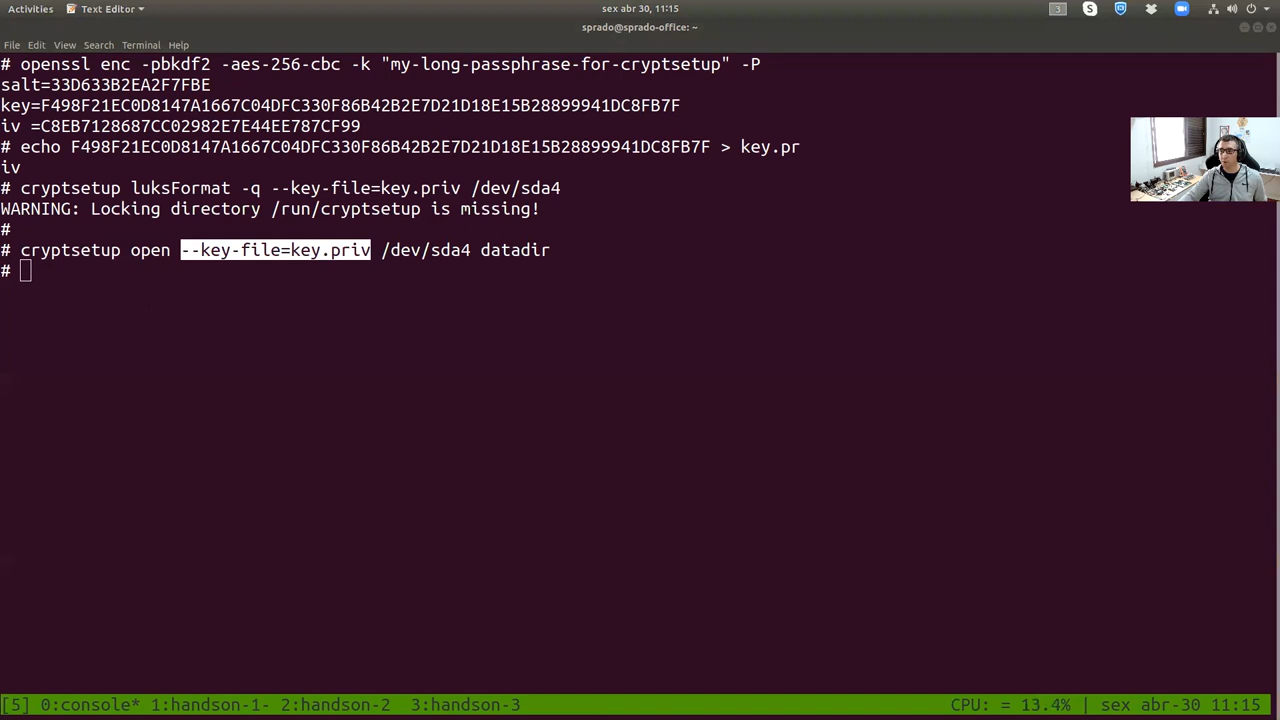 Activities Text Editor sex abr 30, 11:15 3 S
sprado@sprado-office: ~
File Edit View Search Terminal Help
# openssl enc -pbkdf2 -aes-256-cbc -k "my-long-passphrase-for-cryptsetup" -P
salt=33D633B2EA2F7FBE
key=F498F21EC0D8147A1667C04DFC330F86B42B2E7D21D18E15B28899941DC8FB7F
iv =C8EB7128687CC02982E7E44EE787CF99
# echo F498F21EC0D8147A1667C04DFC330F86B42B2E7D21D18E15B28899941DC8FB7F > key.pr
iv
# cryptsetup luksFormat -q --key-file=key.priv /dev/sda4
WARNING: Locking directory /run/cryptsetup is missing!
#
# cryptsetup open --key-file=key.priv /dev/sda4 datadir
#
[5] 0:console* 1:handson-1- 2:handson-2 3:handson-3 CPU: = 13.4% | sex abr-30 11:15